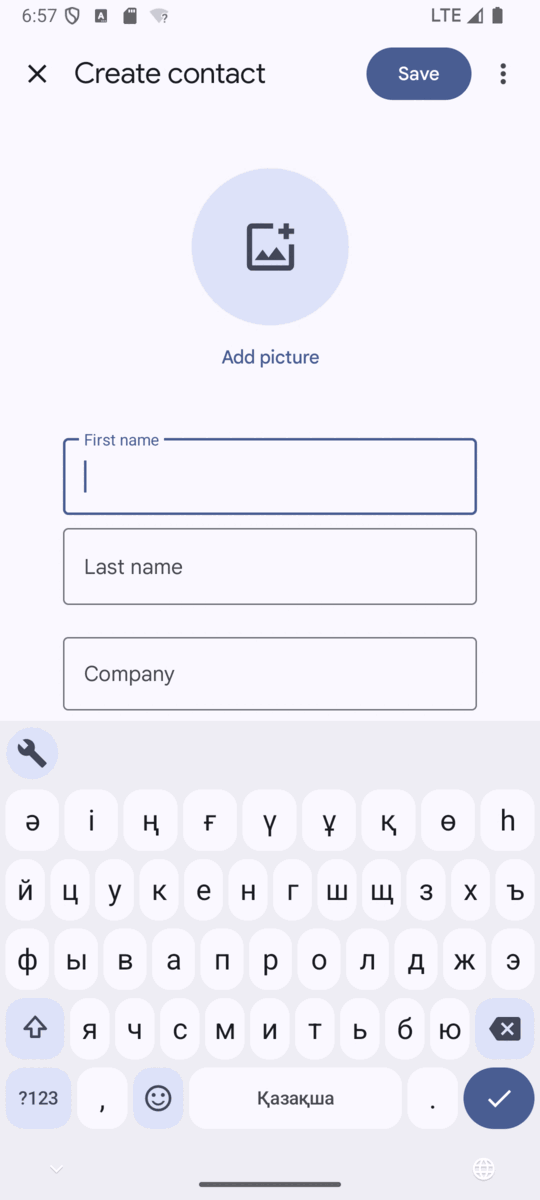 6:57
LTE
Create contact
Save
Add picture
First name
Last name
Company
ә і ң ғ ү ұ қ ө һ
й ц у к е н г ш щ з х ъ
ф ы в а п р о л д ж э
я ч с м и т ь б ю
?123 , Қазақша .